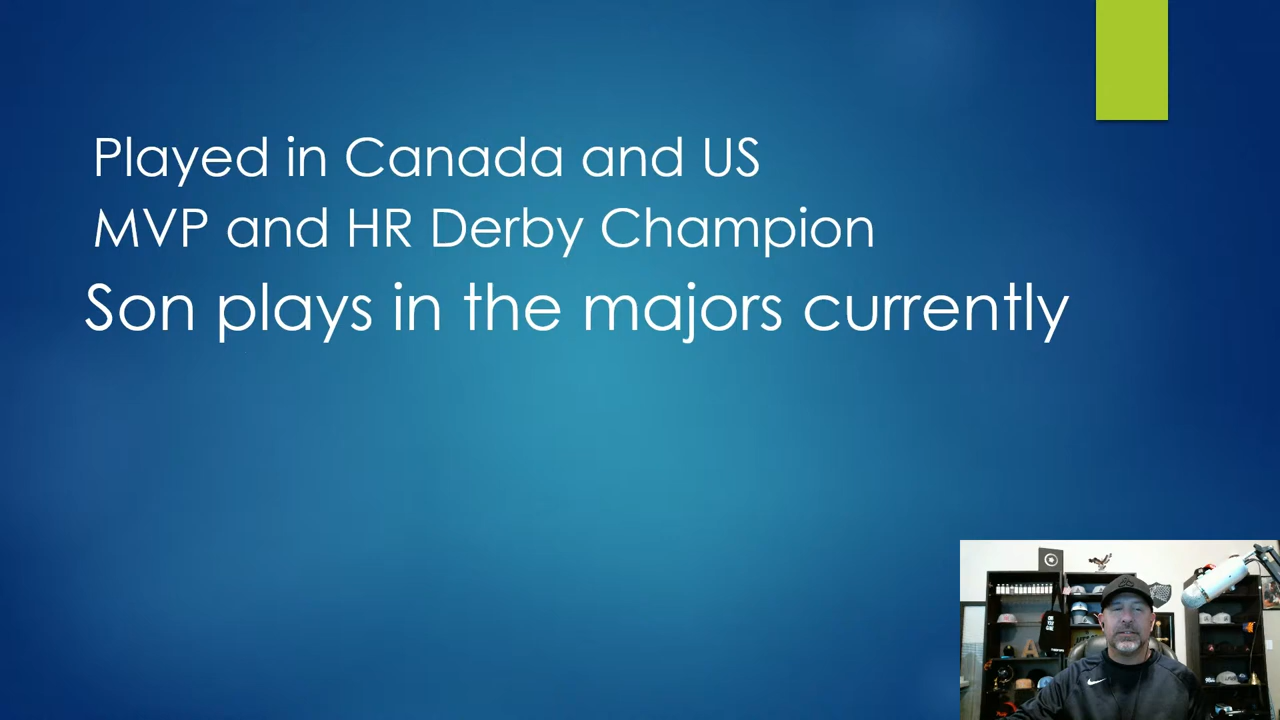 Played in Canada and US
MVP and HR Derby Champion
Son plays in the majors currently
A